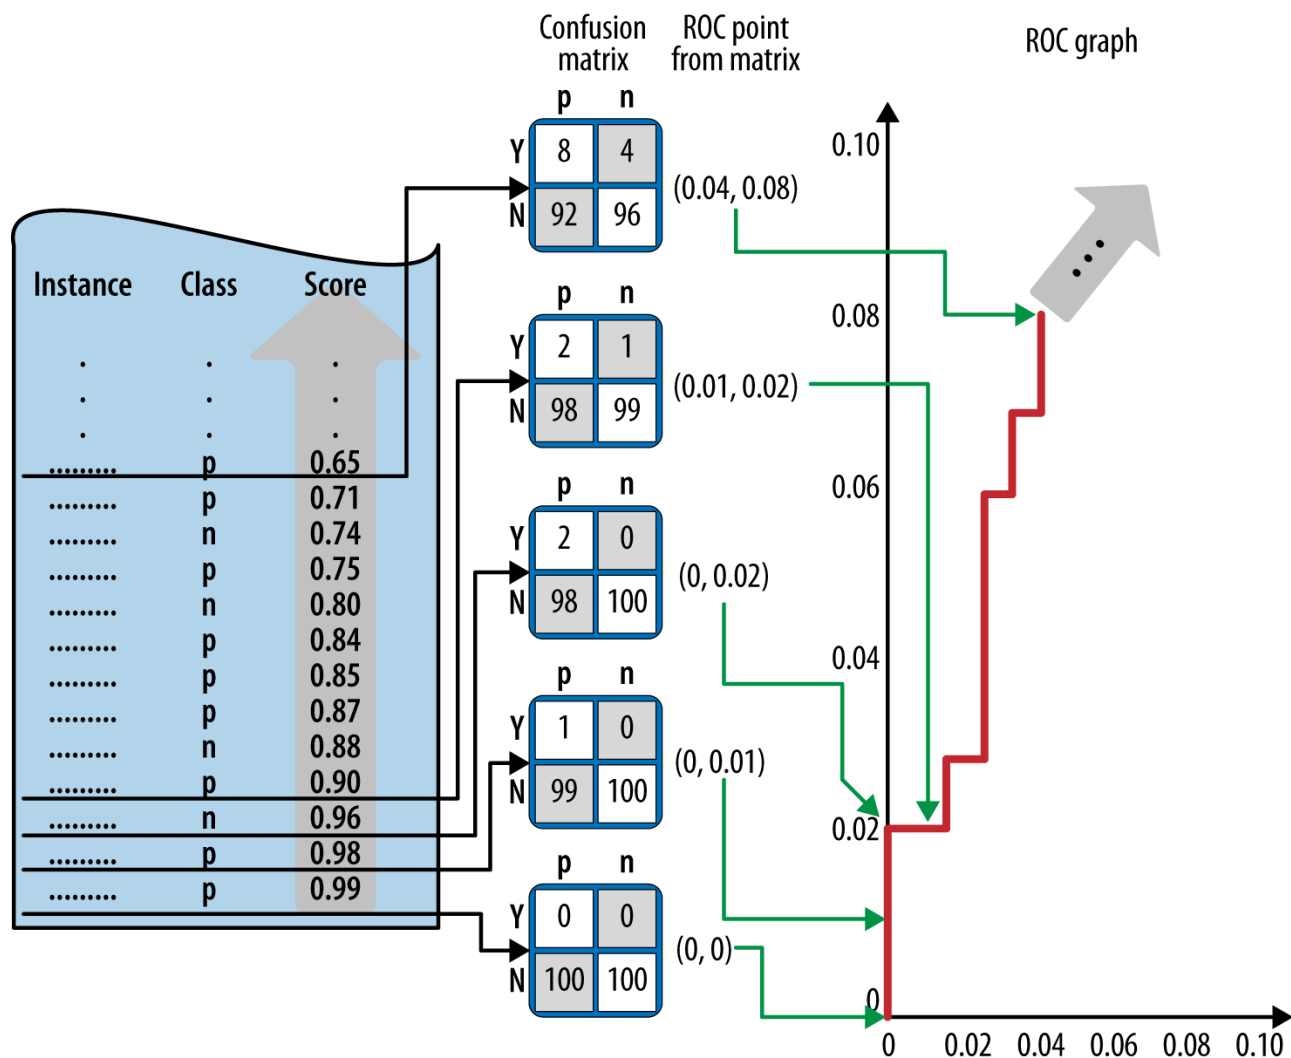 Confusion matrix
ROC point from matrix
ROC graph
p n
Y 8 4
N 92 96
(0.04, 0.08)
p n
Y 2 1
N 98 99
(0.01, 0.02)
p n
Y 2 0
N 98 100
(0, 0.02)
p n
Y 1 0
N 99 100
(0, 0.01)
p n
Y 0 0
N 100 100
(0, 0)
Instance Class Score
. . .
. . .
. . .
......... p 0.65
......... p 0.71
......... n 0.74
......... p 0.75
......... n 0.80
......... p 0.84
......... p 0.85
......... p 0.87
......... n 0.88
......... p 0.90
......... n 0.96
......... p 0.98
......... p 0.99
0.10
0.08
0.06
0.04
0.02
0
0 0.02 0.04 0.06 0.08 0.10